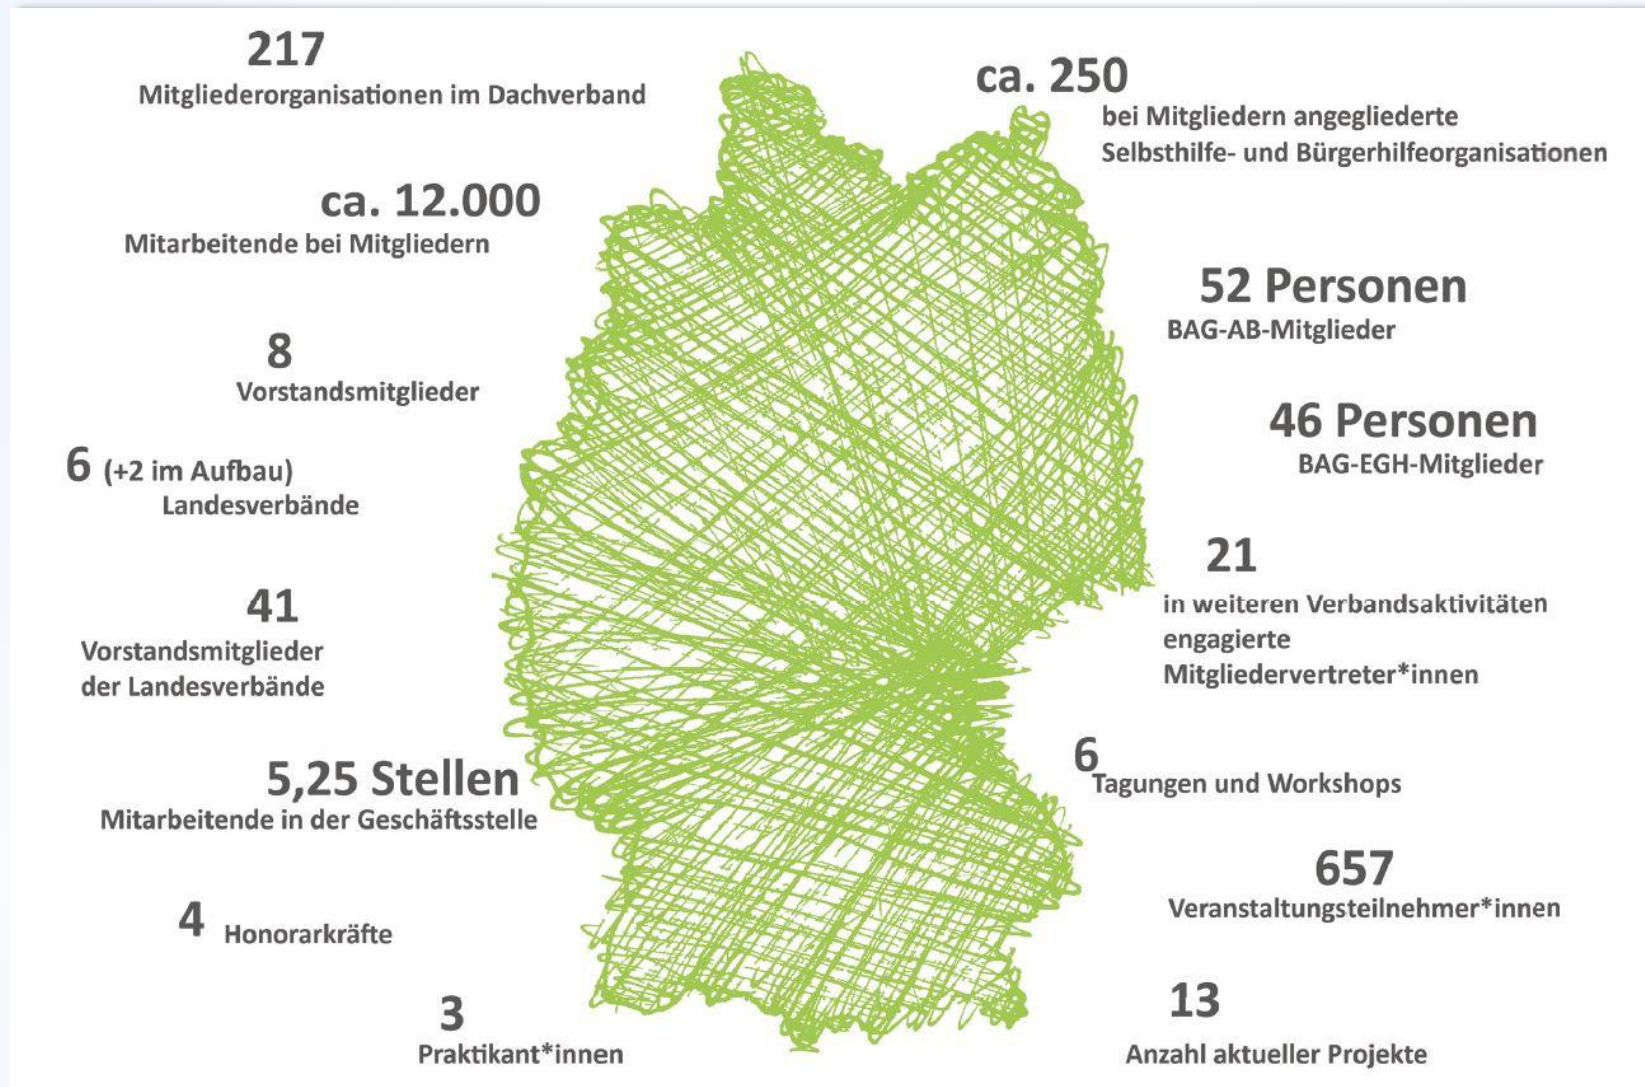 217
Mitgliederorganisationen im Dachverband
ca. 12.000
Mitarbeitende bei Mitgliedern
8
Vorstandsmitglieder
6 (+2 im Aufbau)
Landesverbände
41
Vorstandsmitglieder
der Landesverbände
5,25 Stellen
Mitarbeitende in der Geschäftsstelle
4 Honorarkräfte
3
Praktikant*innen
ca. 250
bei Mitgliedern angegliederte
Selbsthilfe- und Bürgerhilfeorganisationen
52 Personen
BAG-AB-Mitglieder
46 Personen
BAG-EGH-Mitglieder
21
in weiteren Verbandsaktivitäten
engagierte
Mitgliedervertreter*innen
6
Tagungen und Workshops
657
Veranstaltungsteilnehmer*innen
13
Anzahl aktueller Projekte